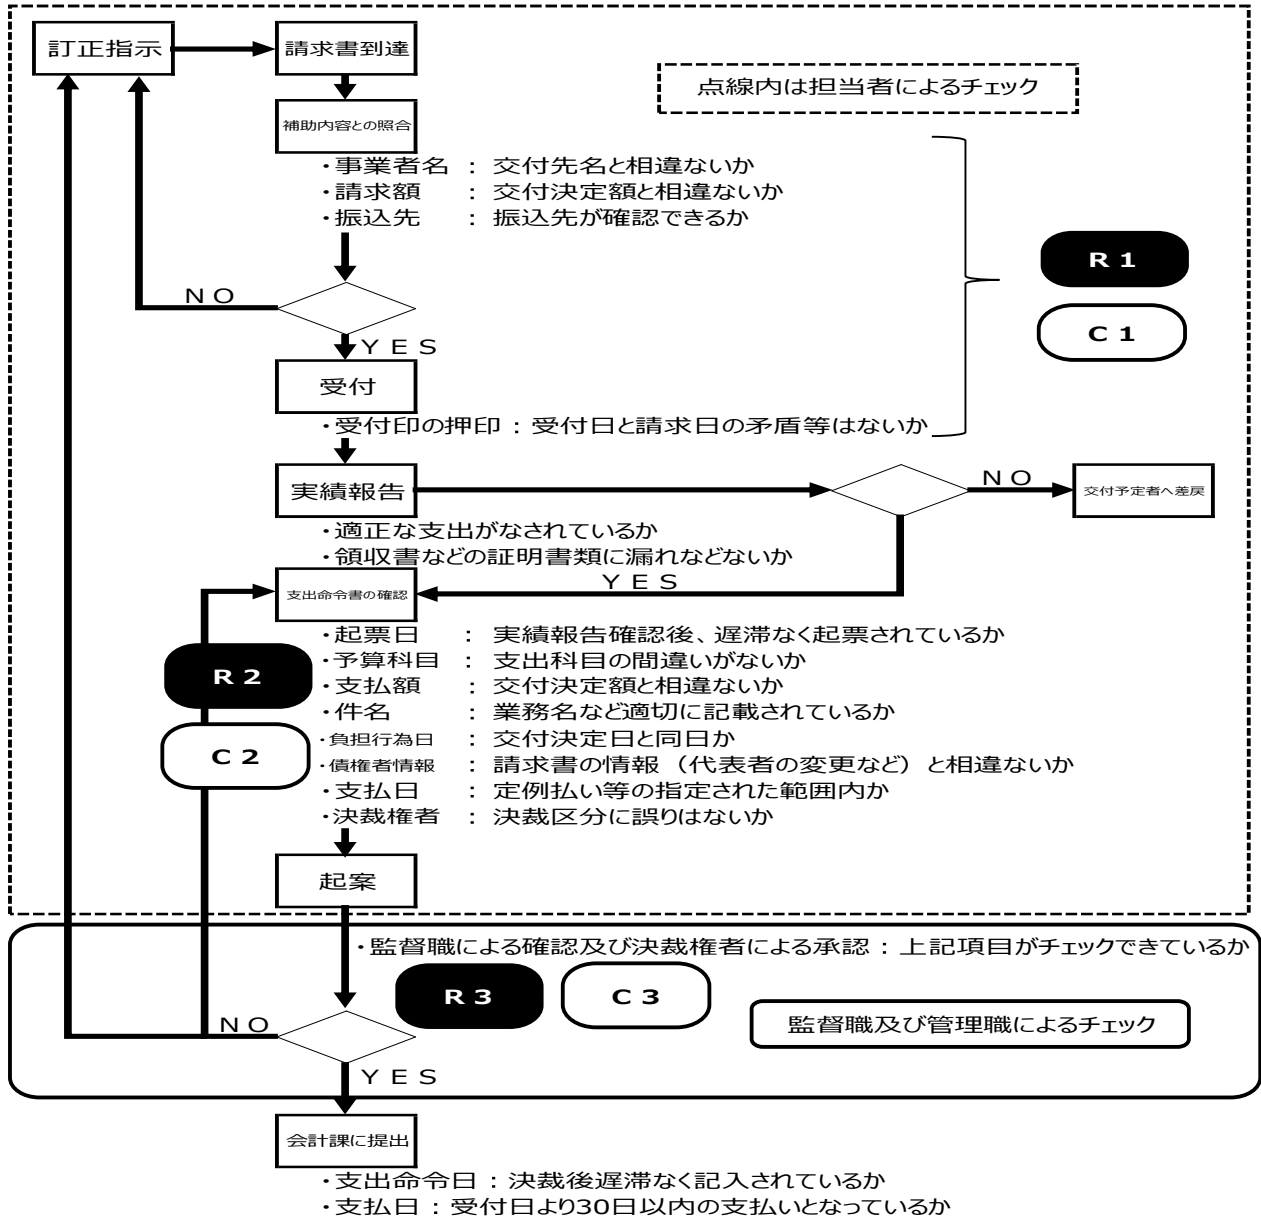 訂正指示
請求書到達
点線内は担当者によるチェック
補助内容との照合
・事業者名 ： 交付先名と相違ないか
・請求額 ： 交付決定額と相違ないか
・振込先 ： 振込先が確認できるか
R1
C1
NO
YES
受付
・受付印の押印：受付日と請求日の矛盾等はないか
実績報告
NO
交付予定者へ差戻
・適正な支出がなされているか
・領収書などの証明書類に漏れなどないか
YES
支出命令書の確認
・起票日 ： 実績報告確認後、遅滞なく起票されているか
・予算科目 ： 支出科目の間違いがないか
R2
・支払額 ： 交付決定額と相違ないか
・件名 ： 業務名など適切に記載されているか
・負担行為日 ： 交付決定日と同日か
C2
・債権者情報 ： 請求書の情報（代表者の変更など）と相違ないか
・支払日 ： 定例払い等の指定された範囲内か
・決裁権者 ： 決裁区分に誤りはないか
起案
・監督職による確認及び決裁権者による承認：上記項目がチェックできているか
R3
C3
NO
監督職及び管理職によるチェック
YES
会計課に提出
・支出命令日：決裁後遅滞なく記入されているか
・支払日：受付日より30日以内の支払いとなっているか